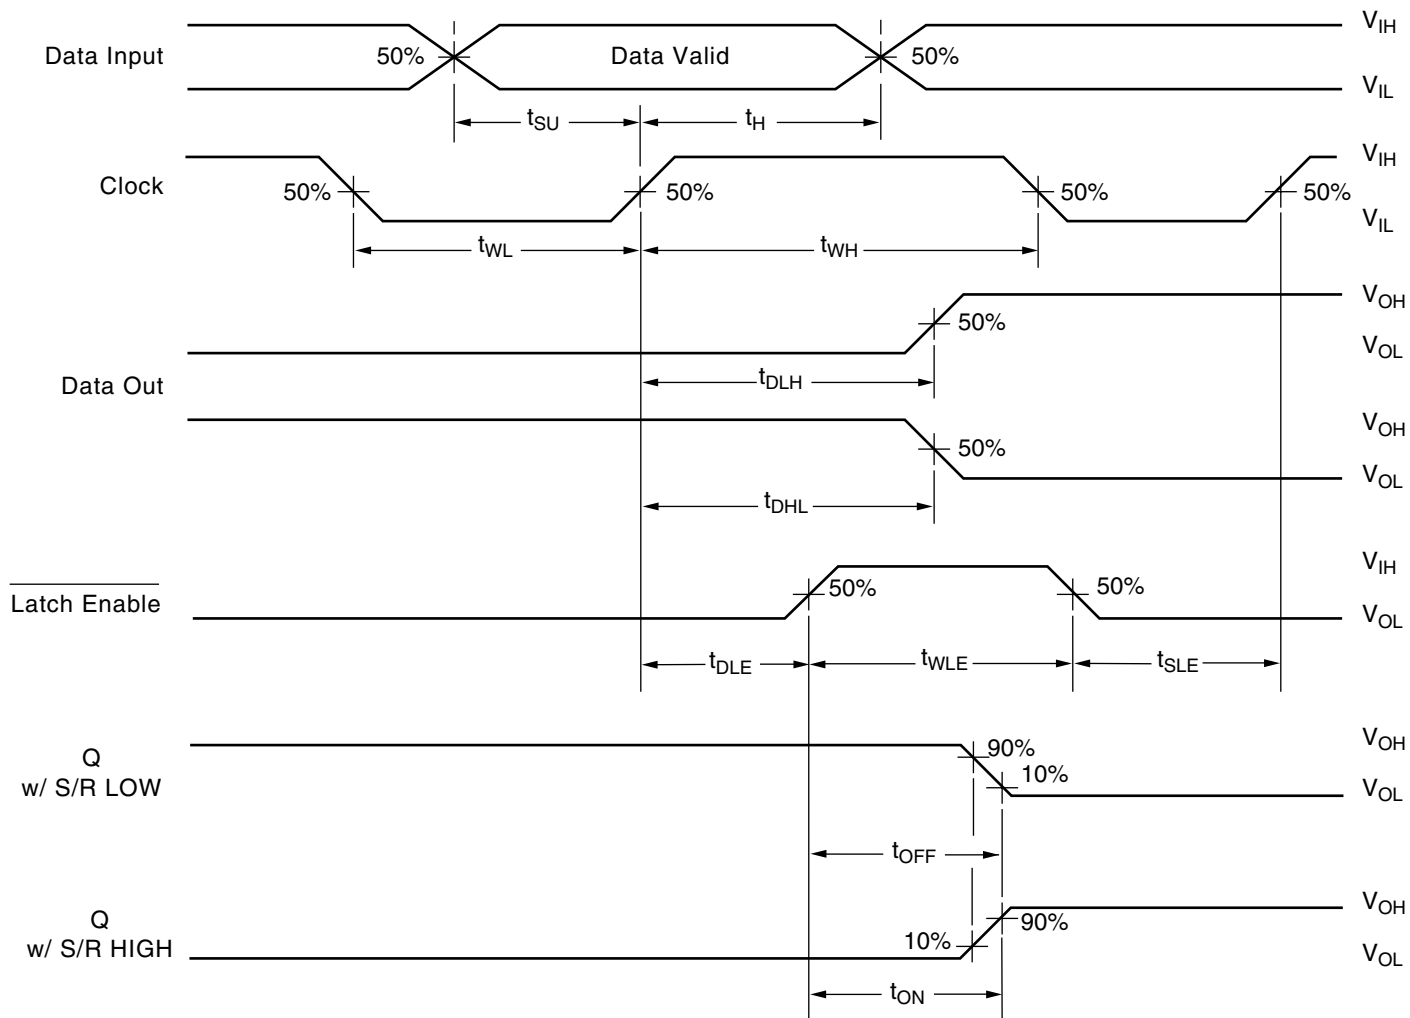 V_IH
Data Input
50%
Data Valid
50%
V_IL
t_SU
t_H
V_IH
Clock
50%
50%
50%
50%
V_IL
t_WL
t_WH
V_OH
50%
V_OL
t_DLH
Data Out
V_OH
50%
V_OL
t_DHL
V_IH
Latch Enable
50%
50%
V_OL
t_DLE
t_WLE
t_SLE
V_OH
Q
w/ S/R LOW
90%
10%
V_OL
t_OFF
V_OH
Q
w/ S/R HIGH
10%
90%
V_OL
t_ON